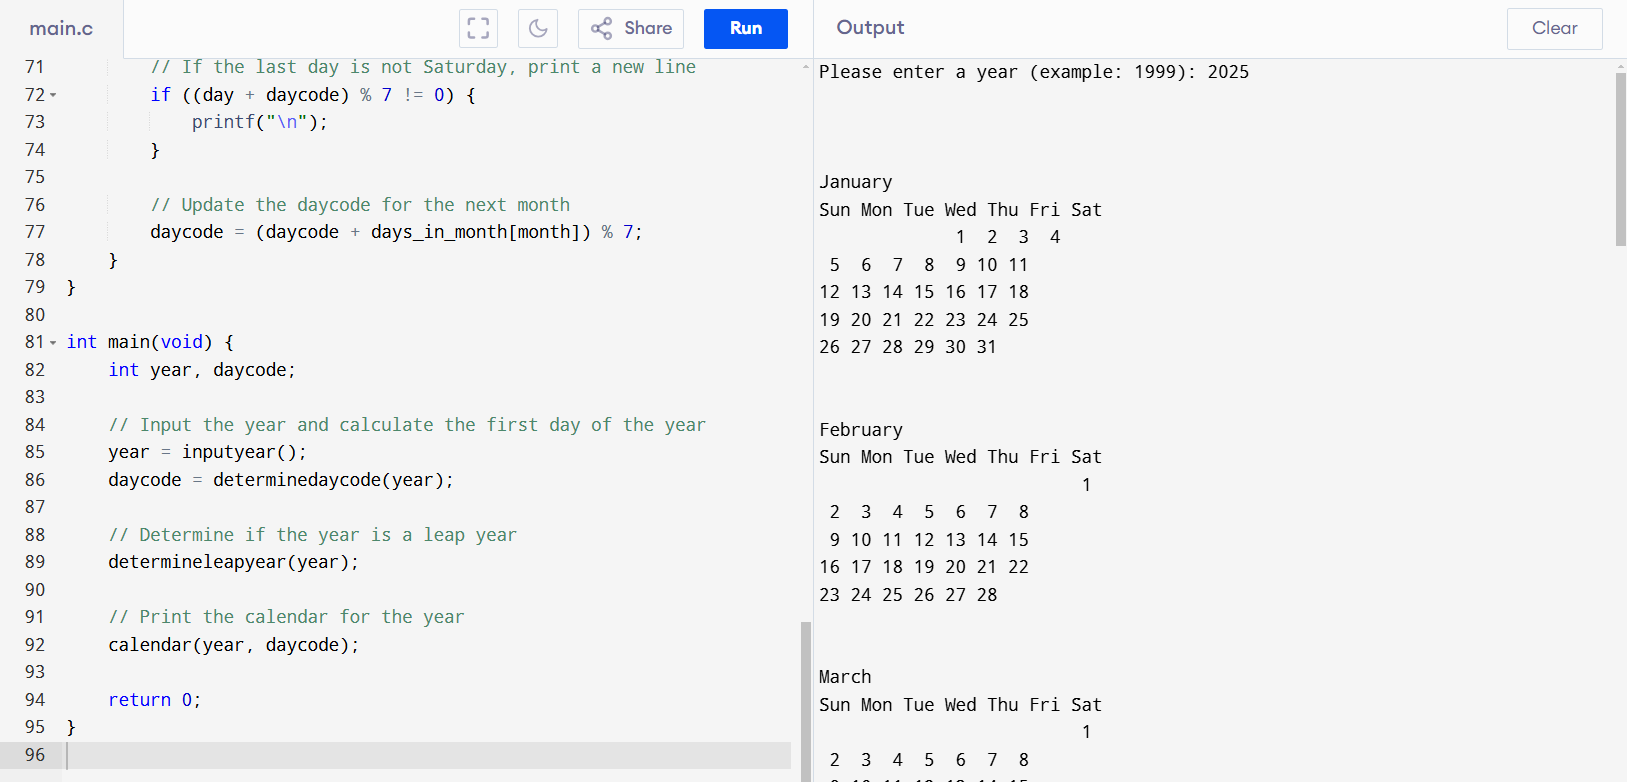 main.c
Share
Run
Output
Clear
71 // If the last day is not Saturday, print a new line
72 if ((day + daycode) % 7 != 0) {
73 printf("\n");
74 }
75
76 // Update the daycode for the next month
77 daycode = (daycode + days_in_month[month]) % 7;
78 }
79 }
80
81 int main(void) {
82 int year, daycode;
83
84 // Input the year and calculate the first day of the year
85 year = inputyear();
86 daycode = determinedaycode(year);
87
88 // Determine if the year is a leap year
89 determineleapyear(year);
90
91 // Print the calendar for the year
92 calendar(year, daycode);
93
94 return 0;
95 }
96
Please enter a year (example: 1999): 2025
January
Sun Mon Tue Wed Thu Fri Sat
1 2 3 4
5 6 7 8 9 10 11
12 13 14 15 16 17 18
19 20 21 22 23 24 25
26 27 28 29 30 31
February
Sun Mon Tue Wed Thu Fri Sat
1
2 3 4 5 6 7 8
9 10 11 12 13 14 15
16 17 18 19 20 21 22
23 24 25 26 27 28
March
Sun Mon Tue Wed Thu Fri Sat
1
2 3 4 5 6 7 8